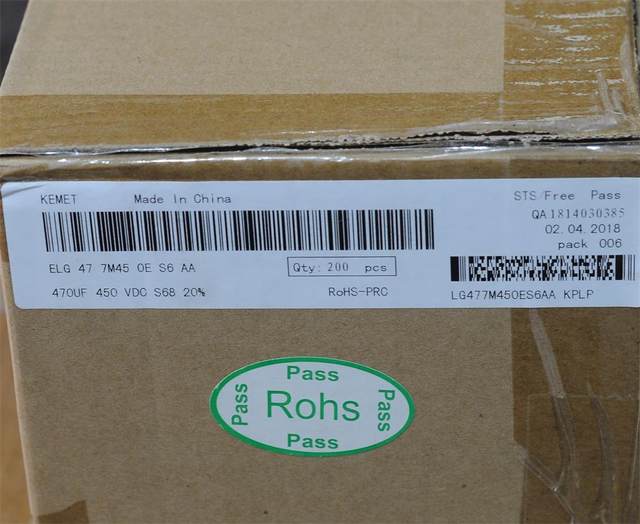 KEMET Made In China
STS/Free Pass
QA1814030385
02.04.2018
pack 006
ELG 47 7M45 0E S6 AA
Qty: 200 pcs
470UF 450 VDC S68 20%
RoHS-PRC
LG477M450ES6AA KPLP
Pass
Pass
Rohs
Pass
Pass